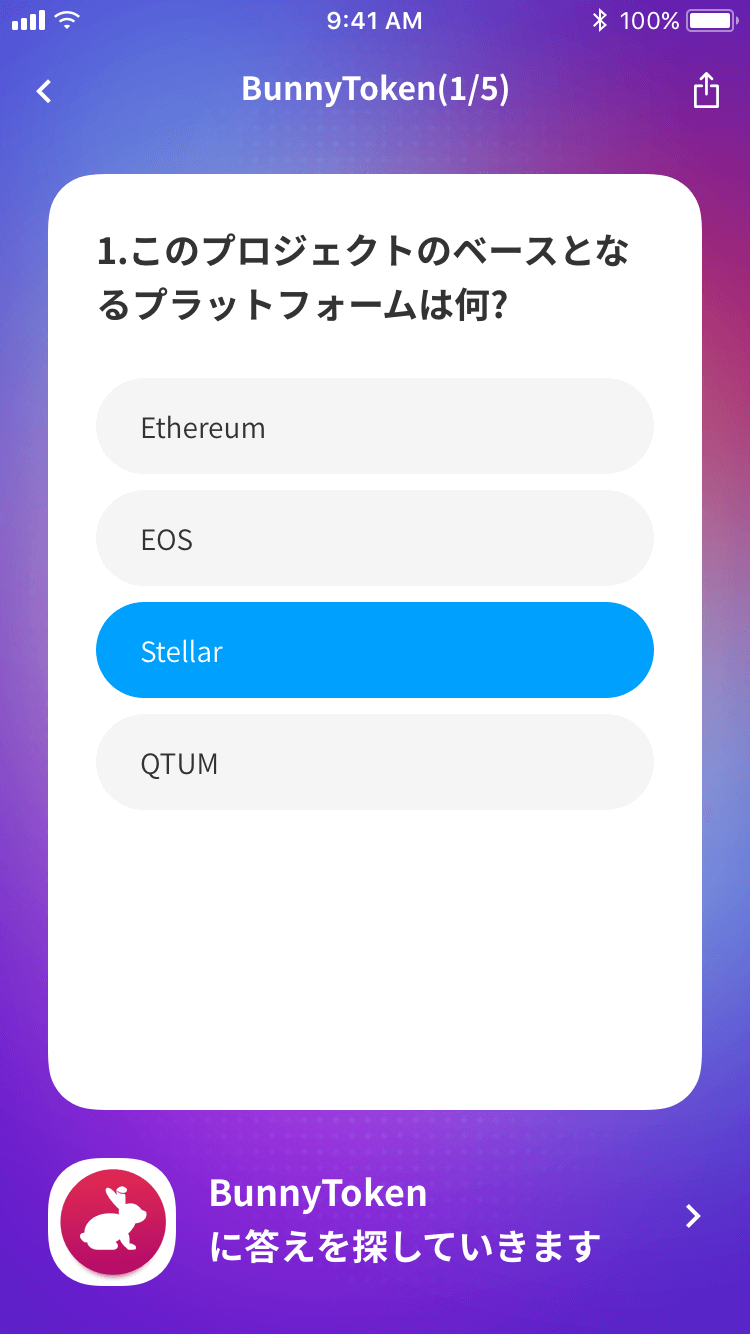 9:41 AM
100%
BunnyToken(1/5)
1.このプロジェクトのベースとな
るプラットフォームは何?
Ethereum
EOS
Stellar
QTUM
BunnyToken
に答えを探していきます